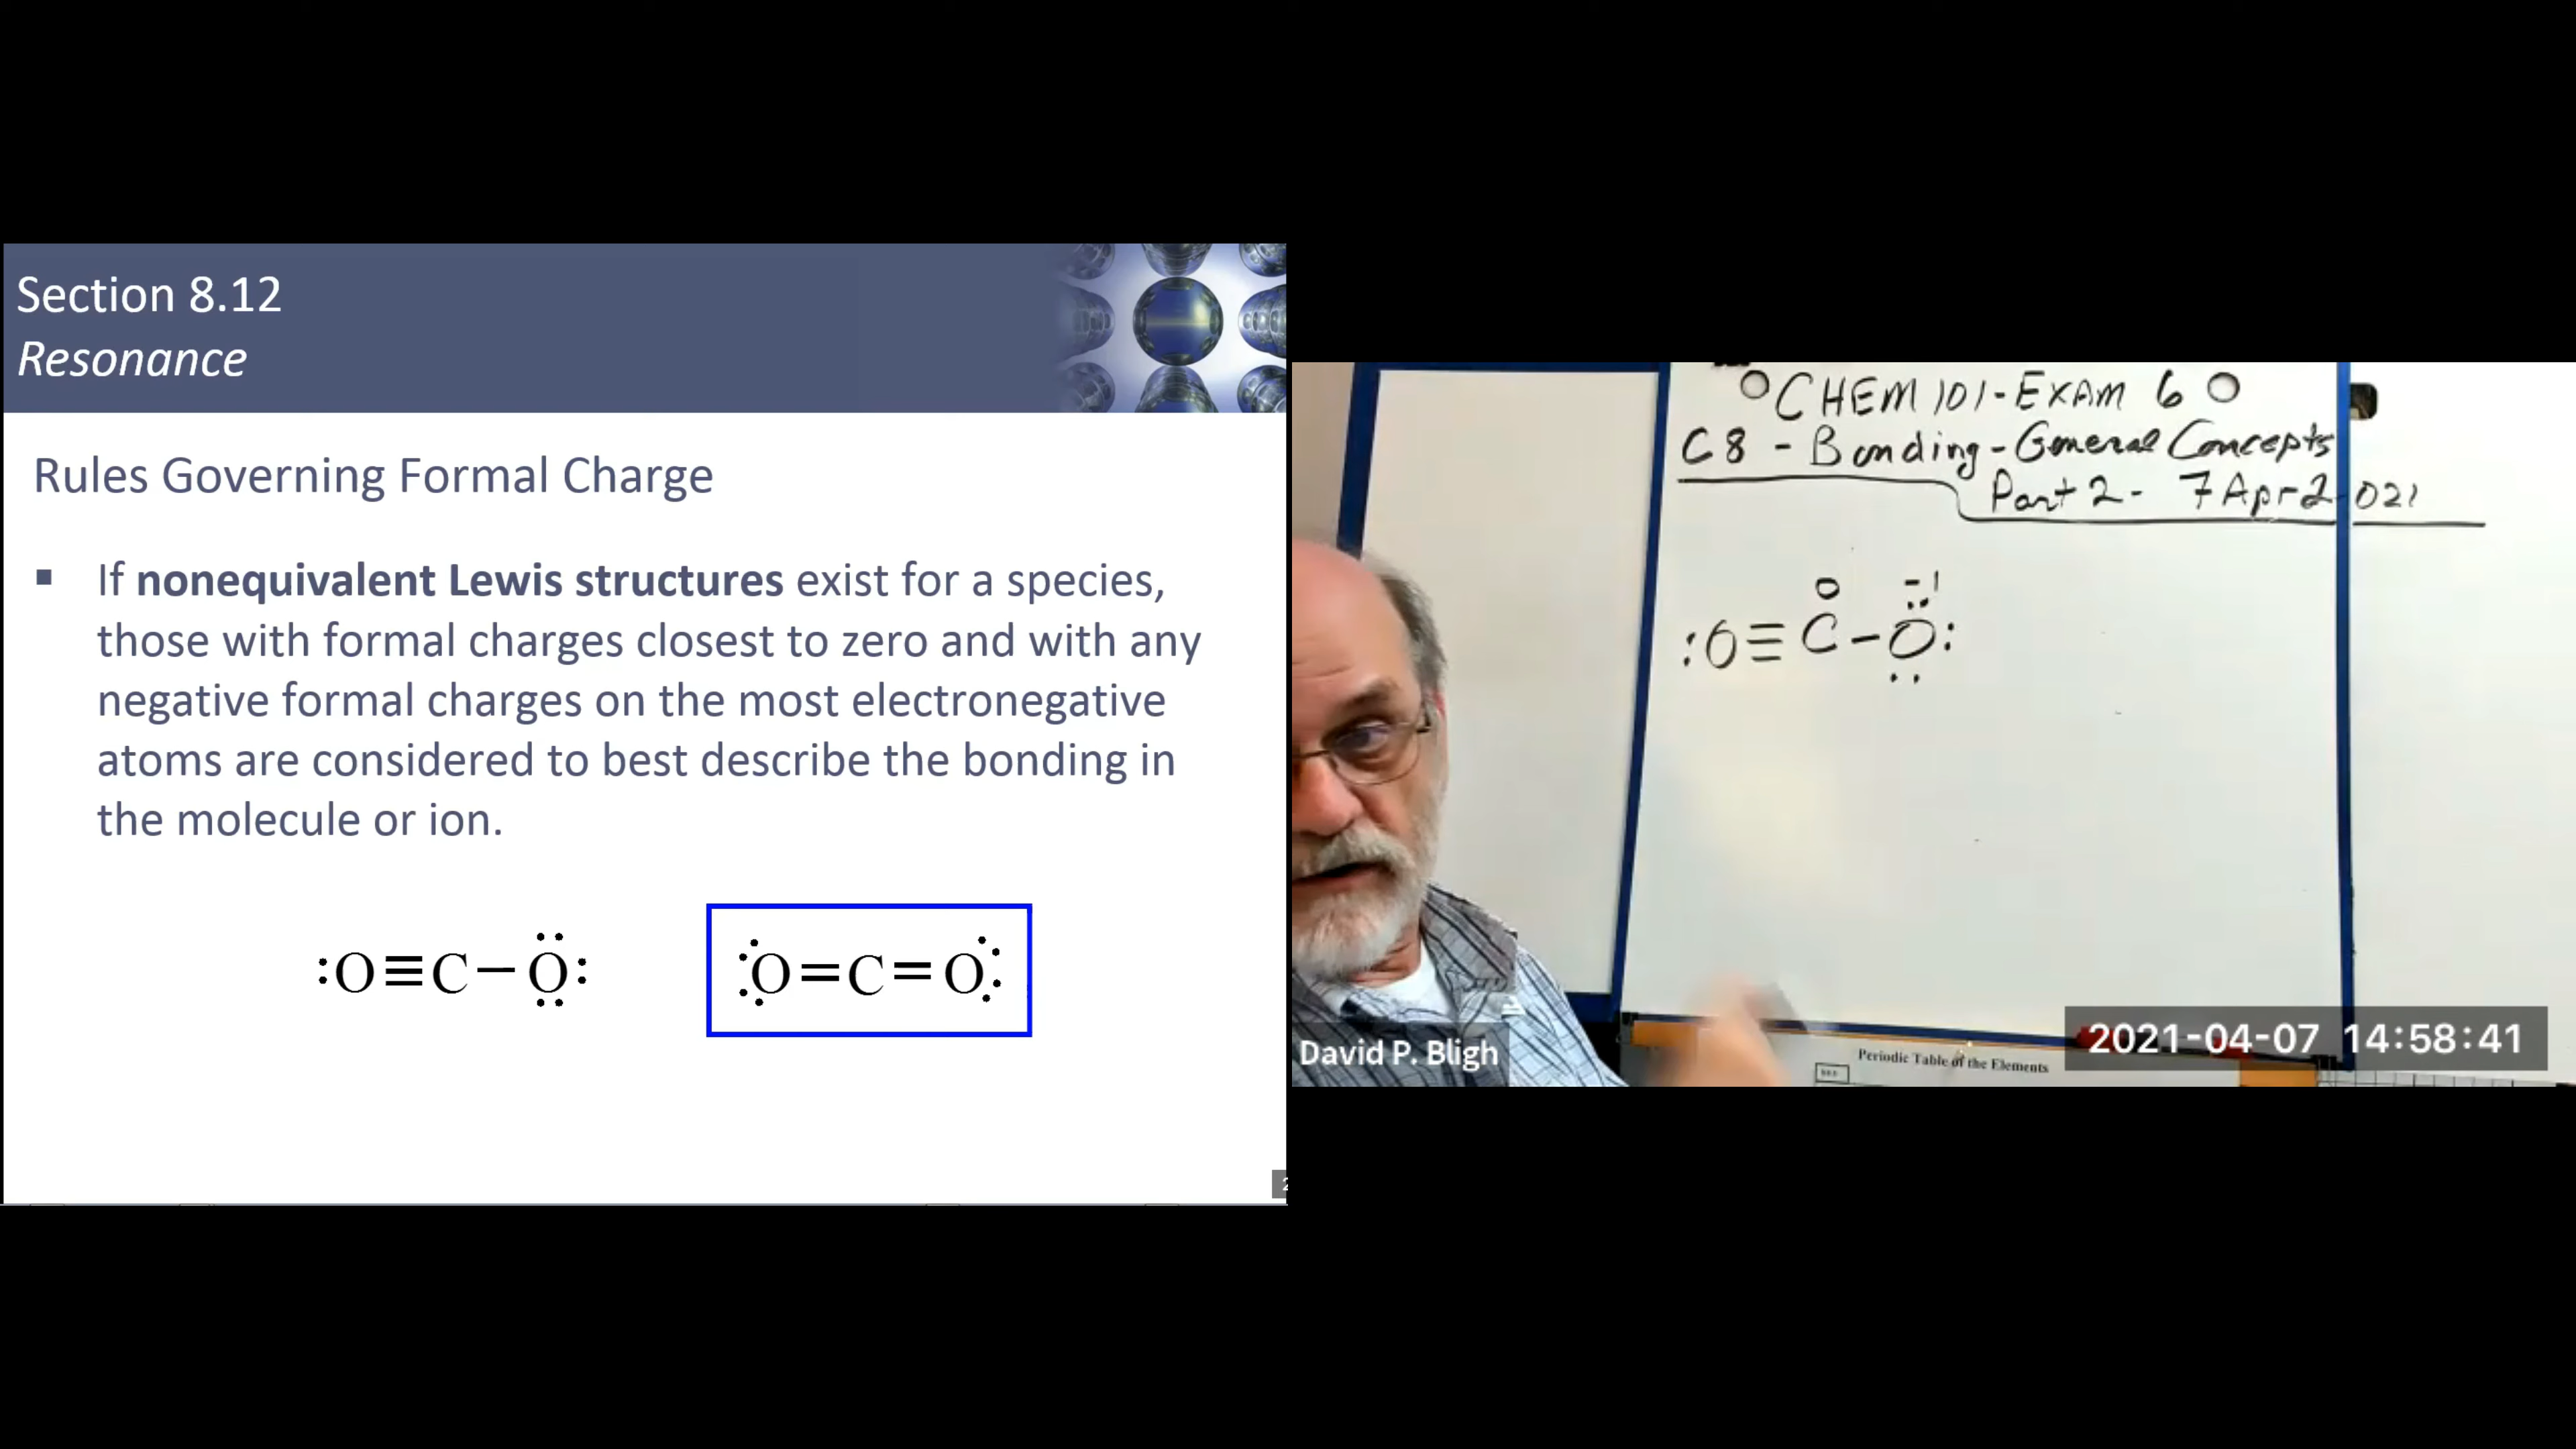 Section 8.12
Resonance
Rules Governing Formal Charge
▪ If nonequivalent Lewis structures exist for a species,
those with formal charges closest to zero and with any
negative formal charges on the most electronegative
atoms are considered to best describe the bonding in
the molecule or ion.
:O≡C–O:
O=C=O
2
CHEM 101-EXAM 6
C8 - Bonding - General Concepts
Part 2 - 7 Apr 2021
0 -1
:O≡C–O:
David P. Bligh
2021-04-07 14:58:41
Periodic Table of the Elements